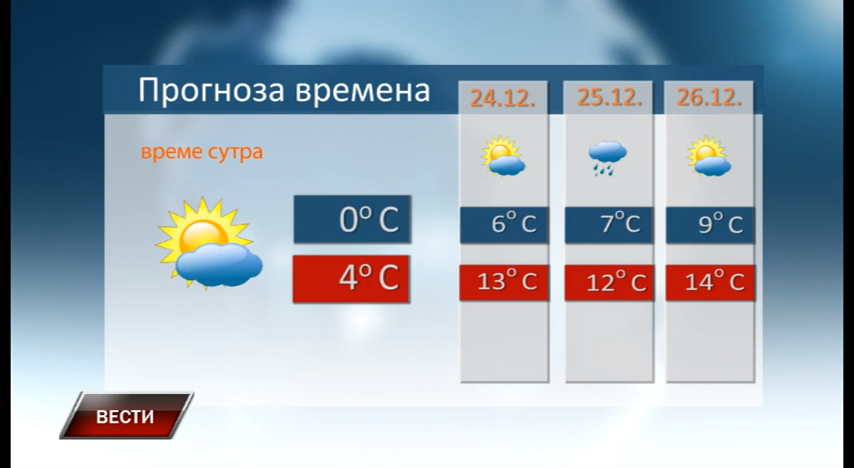 Прогноза времена
24.12. 25.12. 26.12.
време сутра
0° C
4° C
6° C 7°C 9° C
13° C 12° C 14° C
ВЕСТИ